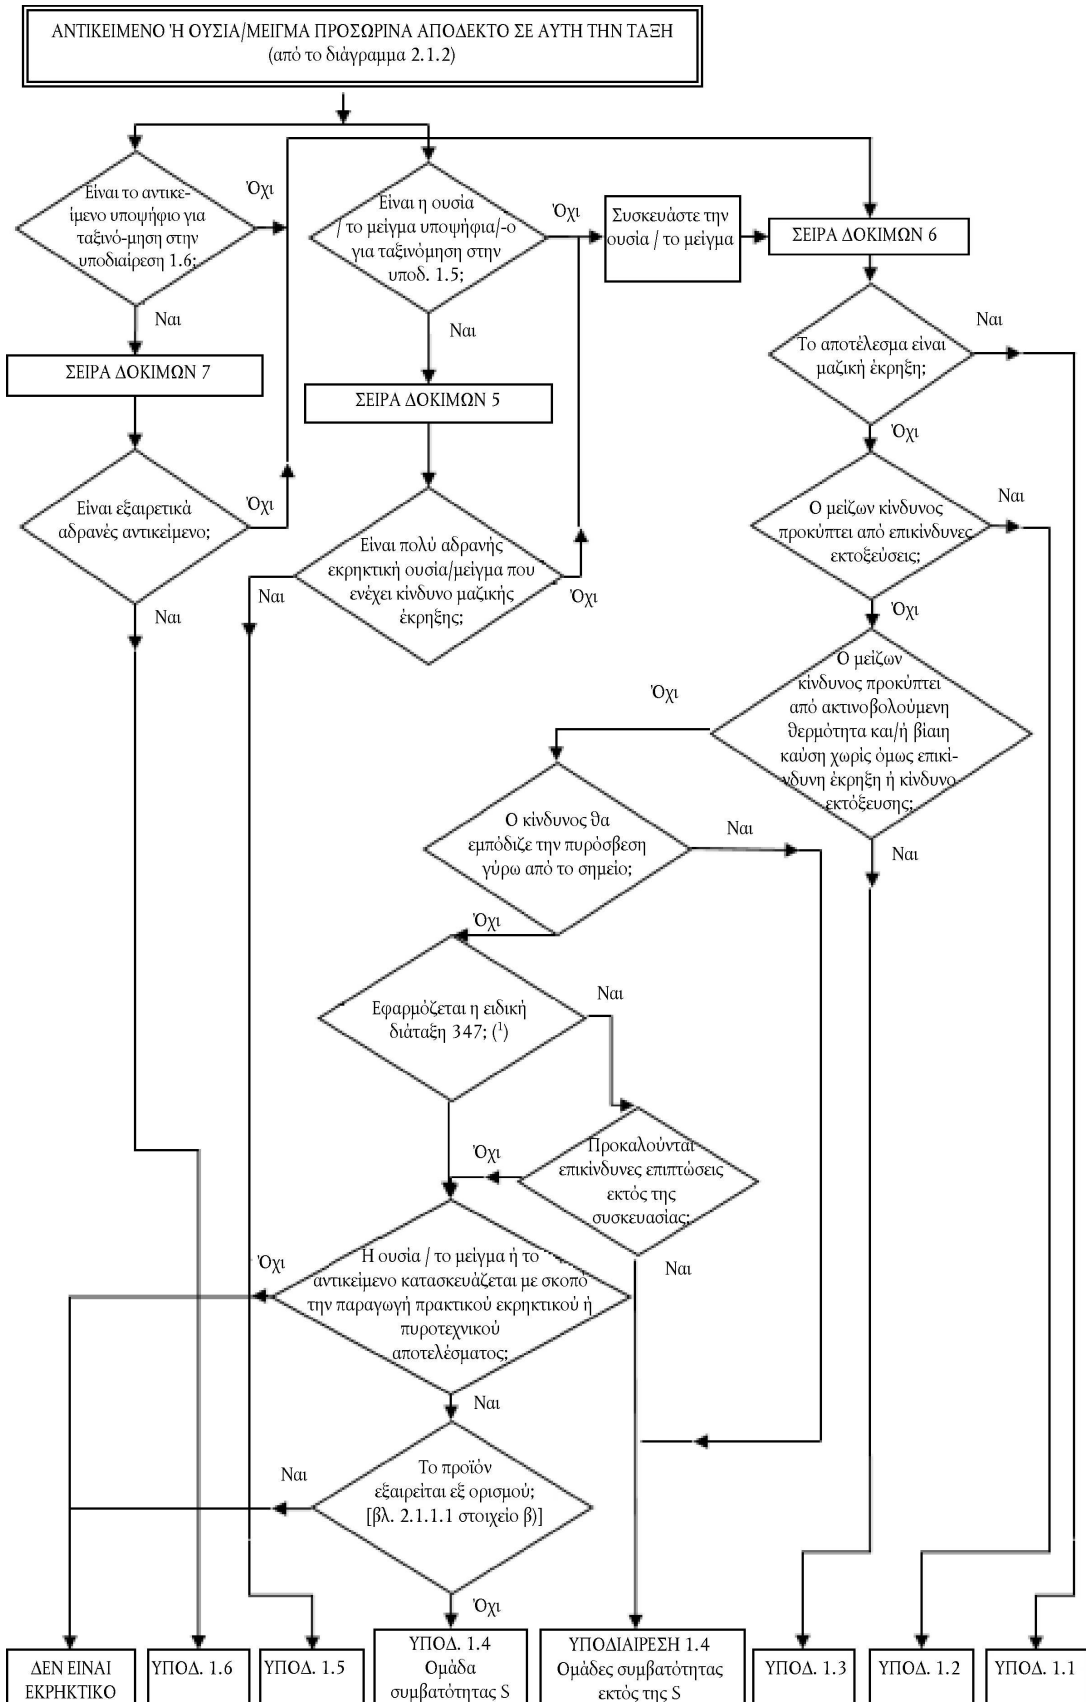 ΑΝΤΙΚΕΙΜΕΝΟ Ή ΟΥΣΙΑ/ΜΕΙΓΜΑ ΠΡΟΣΩΡΙΝΑ ΑΠΟΔΕΚΤΟ ΣΕ ΑΥΤΗ ΤΗΝ ΤΑΞΗ
(από το διάγραμμα 2.1.2)
Είναι το αντικε-
ίμενο υποψήφιο για
ταξινό-μηση στην
υποδιαίρεση 1.6;
Όχι
Ναι
Είναι η ουσία
/ το μείγμα υποψήφια/-ο
για ταξινόμηση στην
υποδ. 1.5;
Όχι
Ναι
Συσκευάστε την
ουσία / το μείγμα
ΣΕΙΡΑ ΔΟΚΙΜΩΝ 6
ΣΕΙΡΑ ΔΟΚΙΜΩΝ 7
ΣΕΙΡΑ ΔΟΚΙΜΩΝ 5
Το αποτέλεσμα είναι
μαζική έκρηξη;
Ναι
Όχι
Είναι εξαιρετικά
αδρανές αντικείμενο;
Όχι
Ναι
Είναι πολύ αδρανής
εκρηκτική ουσία/μείγμα που
ενέχει κίνδυνο μαζικής
έκρηξης;
Ναι
Όχι
Ο μείζων κίνδυνος
προκύπτει από επικίνδυνες
εκτοξεύσεις;
Ναι
Όχι
Ο μείζων
κίνδυνος προκύπτει
από ακτινοβολούμενη
θερμότητα και/ή βίαιη
καύση χωρίς όμως επικί-
νδυνη έκρηξη ή κίνδυνο
εκτόξευσης;
Όχι
Ναι
Ο κίνδυνος θα
εμπόδιζε την πυρόσβεση
γύρω από το σημείο;
Ναι
Όχι
Εφαρμόζεται η ειδική
διάταξη 347; (¹)
Ναι
Προκαλούνται
επικίνδυνες επιπτώσεις
εκτός της
συσκευασίας;
Όχι
Ναι
Η ουσία / το μείγμα ή το
αντικείμενο κατασκευάζεται με σκοπό
την παραγωγή πρακτικού εκρηκτικού ή
πυροτεχνικού
αποτελέσματος;
Όχι
Ναι
Το προϊόν
εξαιρείται εξ ορισμού;
[βλ. 2.1.1.1 στοιχείο β)]
Ναι
Όχι
ΔΕΝ ΕΙΝΑΙ
ΕΚΡΗΚΤΙΚΟ
ΥΠΟΔ. 1.6
ΥΠΟΔ. 1.5
ΥΠΟΔ. 1.4
Ομάδα
συμβατότητας S
ΥΠΟΔΙΑΙΡΕΣΗ 1.4
Ομάδες συμβατότητας
εκτός της S
ΥΠΟΔ. 1.3
ΥΠΟΔ. 1.2
ΥΠΟΔ. 1.1